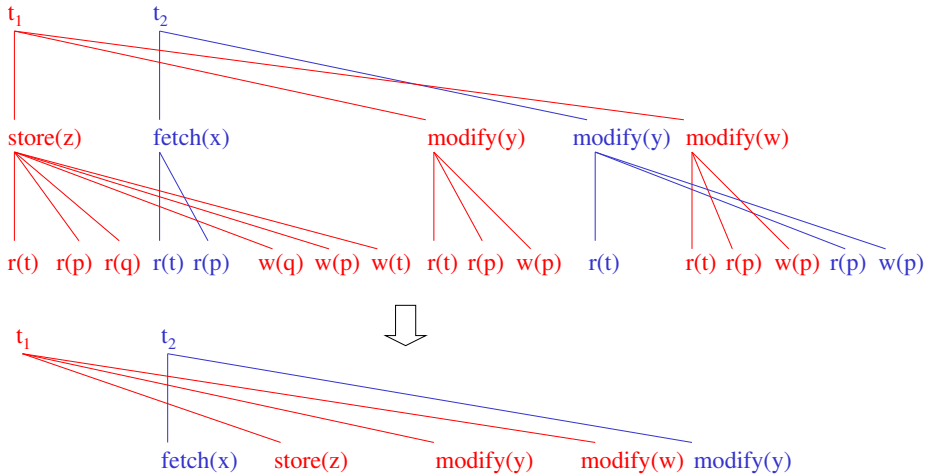 t1 t2
store(z) fetch(x) modify(y) modify(y) modify(w)
r(t) r(p) r(q) r(t) r(p) w(q) w(p) w(t) r(t) r(p) w(p) r(t) r(t) r(p) w(p) r(p) w(p)
t1 t2
fetch(x) store(z) modify(y) modify(w) modify(y)